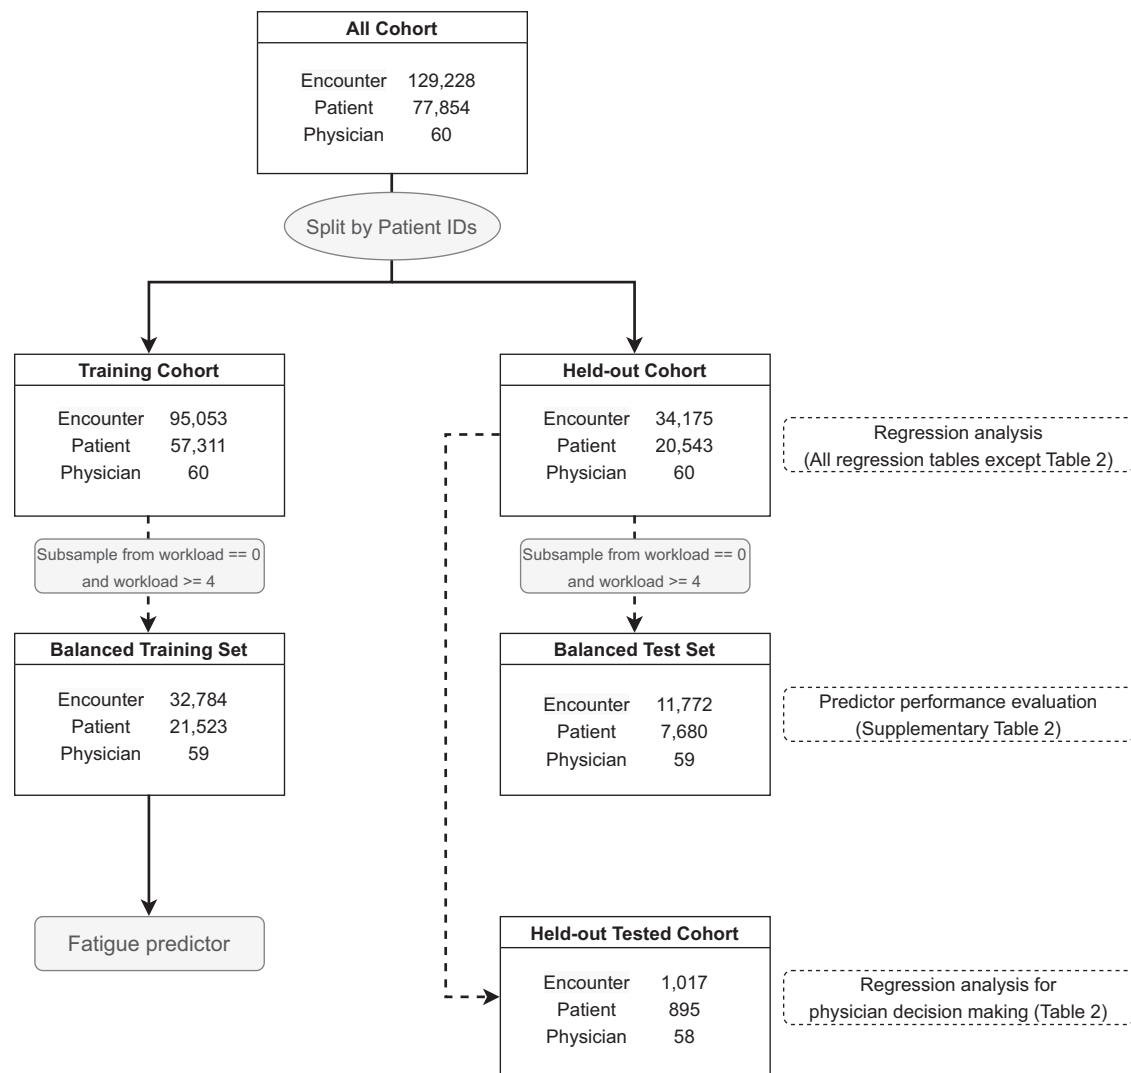 All Cohort
Encounter 129,228
Patient 77,854
Physician 60
Split by Patient IDs
Training Cohort
Encounter 95,053
Patient 57,311
Physician 60
Held-out Cohort
Encounter 34,175
Patient 20,543
Physician 60
Regression analysis
(All regression tables except Table 2)
Subsample from workload == 0
and workload >= 4
Subsample from workload == 0
and workload >= 4
Balanced Training Set
Encounter 32,784
Patient 21,523
Physician 59
Balanced Test Set
Encounter 11,772
Patient 7,680
Physician 59
Predictor performance evaluation
(Supplementary Table 2)
Fatigue predictor
Held-out Tested Cohort
Encounter 1,017
Patient 895
Physician 58
Regression analysis for
physician decision making (Table 2)